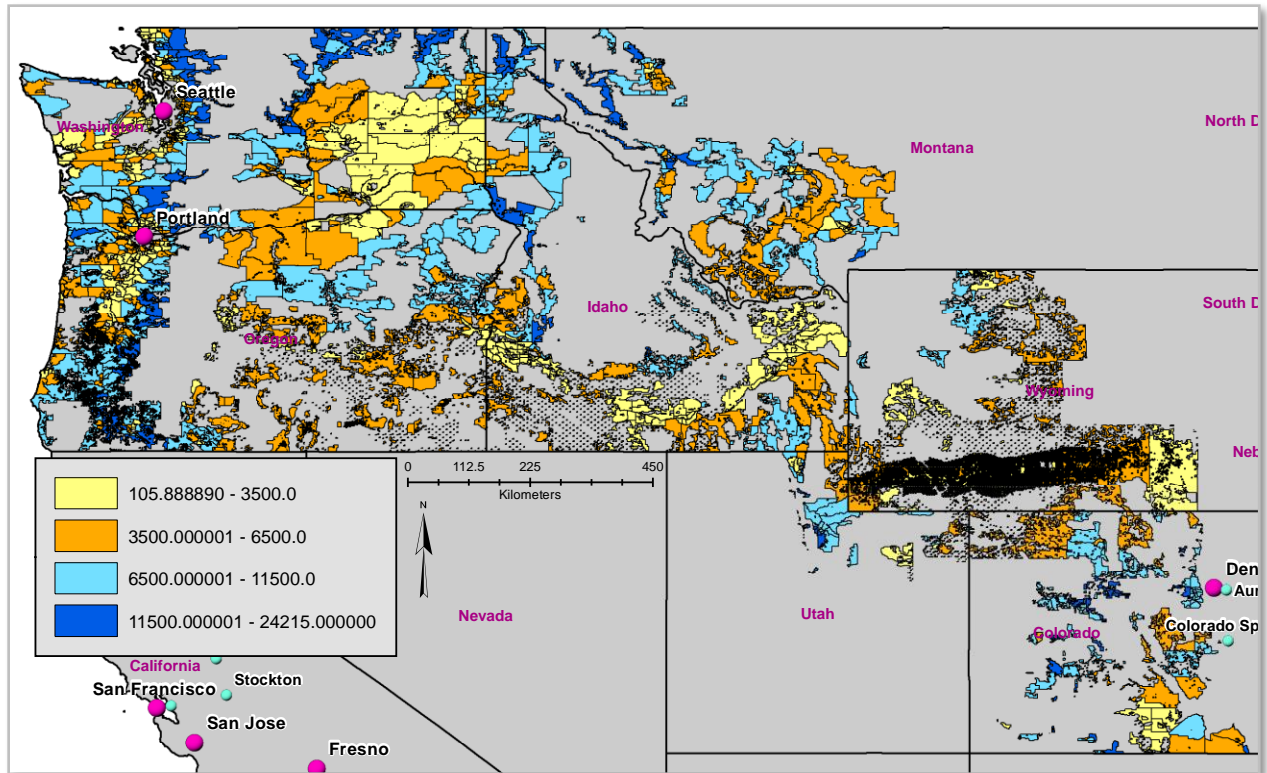 Seattle
Washington
North D
Montana
Portland
South D
Idaho
Oregon
Wyoming
Neb
0 112.5 225 450
Kilometers
N
105.888890 - 3500.0
3500.000001 - 6500.0
6500.000001 - 11500.0
11500.000001 - 24215.000000
Den
Aur
Nevada
Utah
Colorado Sp
Colorado
California
Stockton
San Francisco
San Jose
Fresno